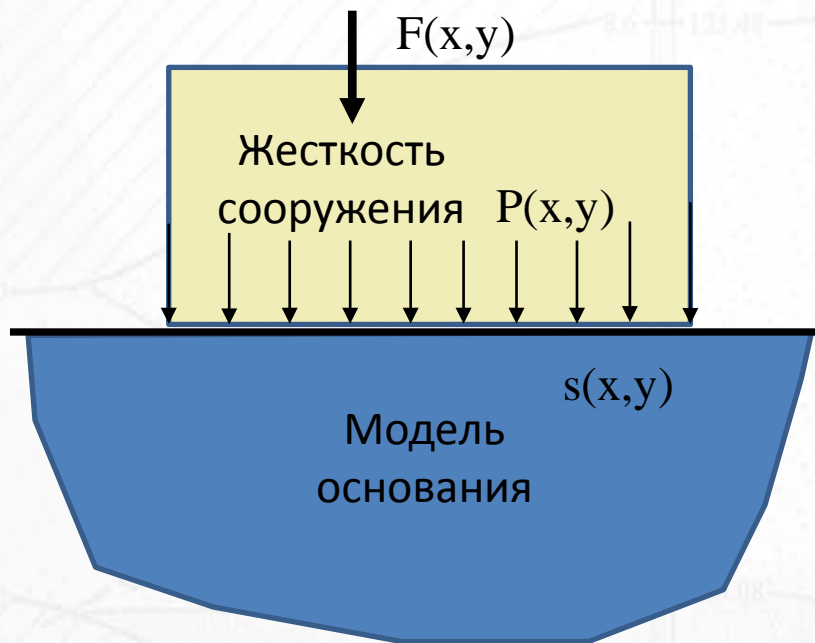 F(x,y)
Жесткость
сооружения P(x,y)
s(x,y)
Модель
основания